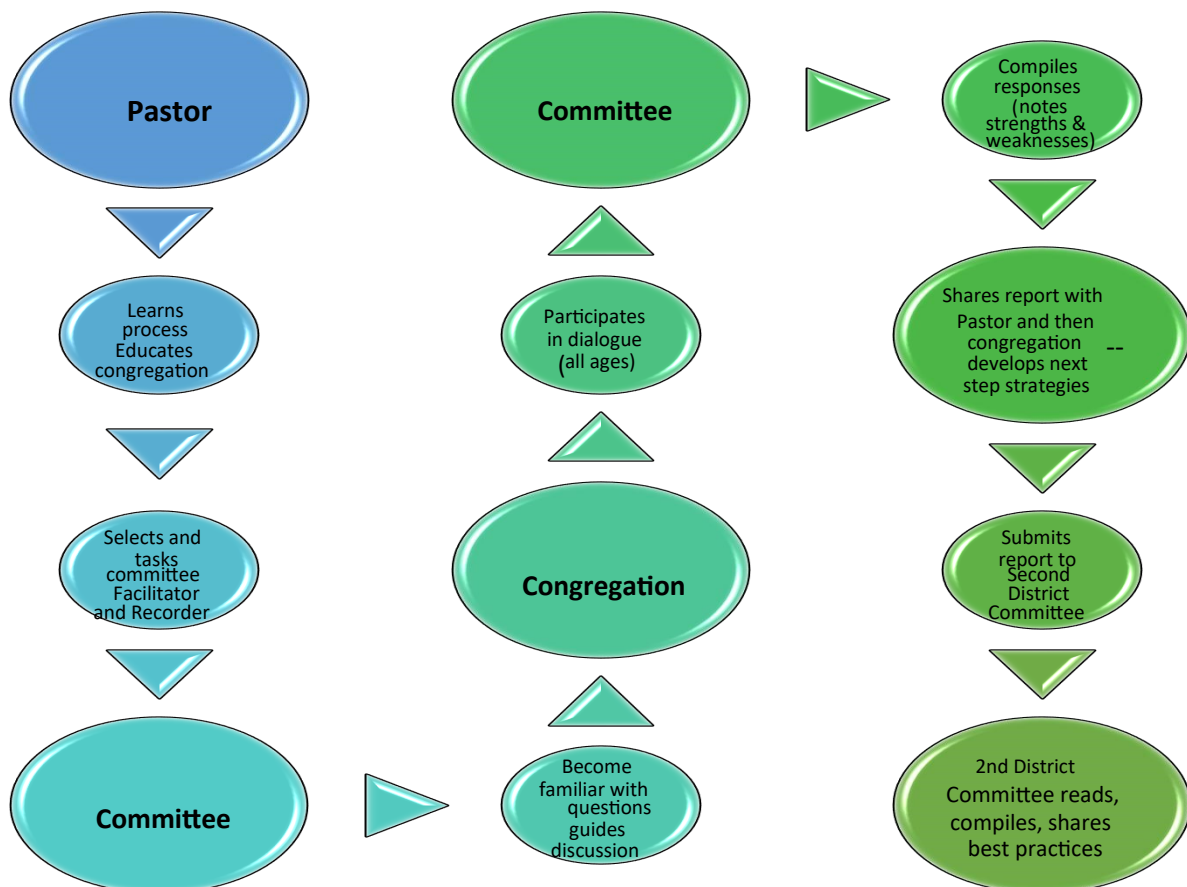 Pastor
Learns
process
Educates
congregation
Selects and
tasks
committee
Facilitator
and Recorder
Committee
Become
familiar with
questions
guides
discussion
Congregation
Participates
in dialogue
(all ages)
Committee
Compiles
responses
(notes
strengths &
weaknesses)
Shares report with
Pastor and then
congregation --
develops next
step strategies
Submits
report to
Second
District
Committee
2nd District
Committee reads,
compiles, shares
best practices